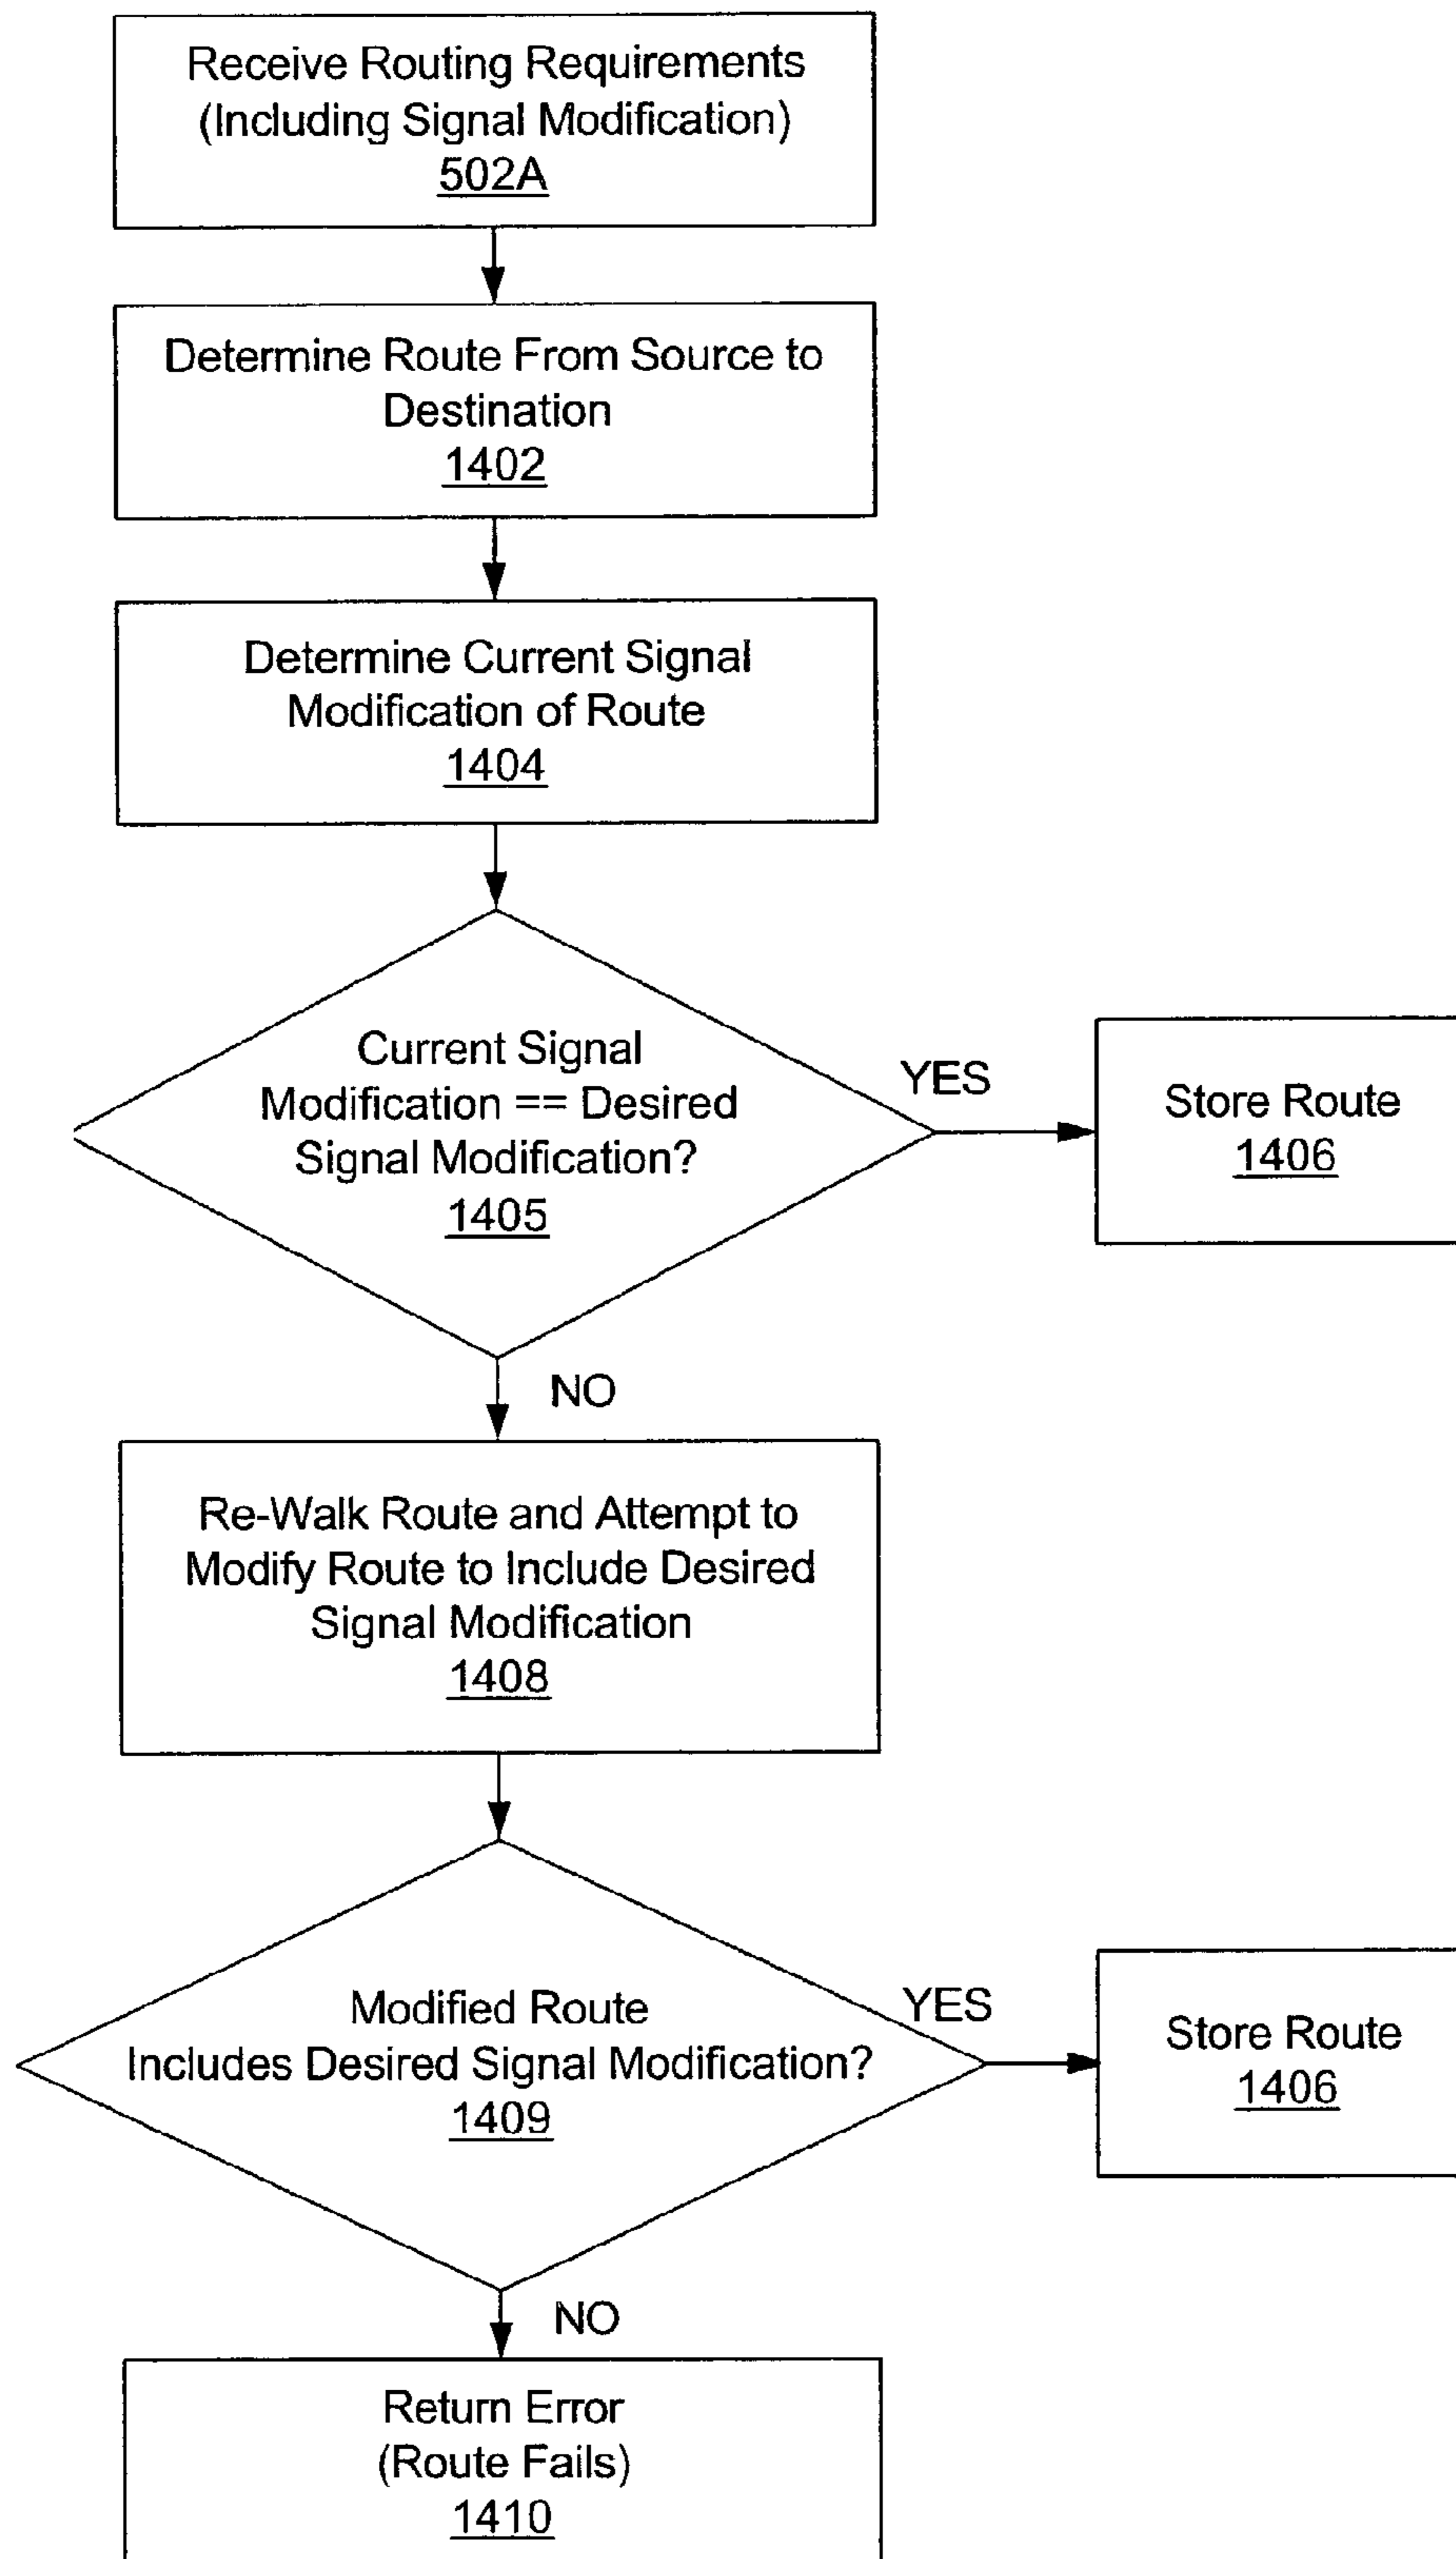 Receive Routing Requirements
(Including Signal Modification)
502A
Determine Route From Source to
Destination
1402
Determine Current Signal
Modification of Route
1404
Current Signal
Modification == Desired
Signal Modification?
1405
YES
Store Route
1406
NO
Re-Walk Route and Attempt to
Modify Route to Include Desired
Signal Modification
1408
Modified Route
Includes Desired Signal Modification?
1409
YES
Store Route
1406
NO
Return Error
(Route Fails)
1410